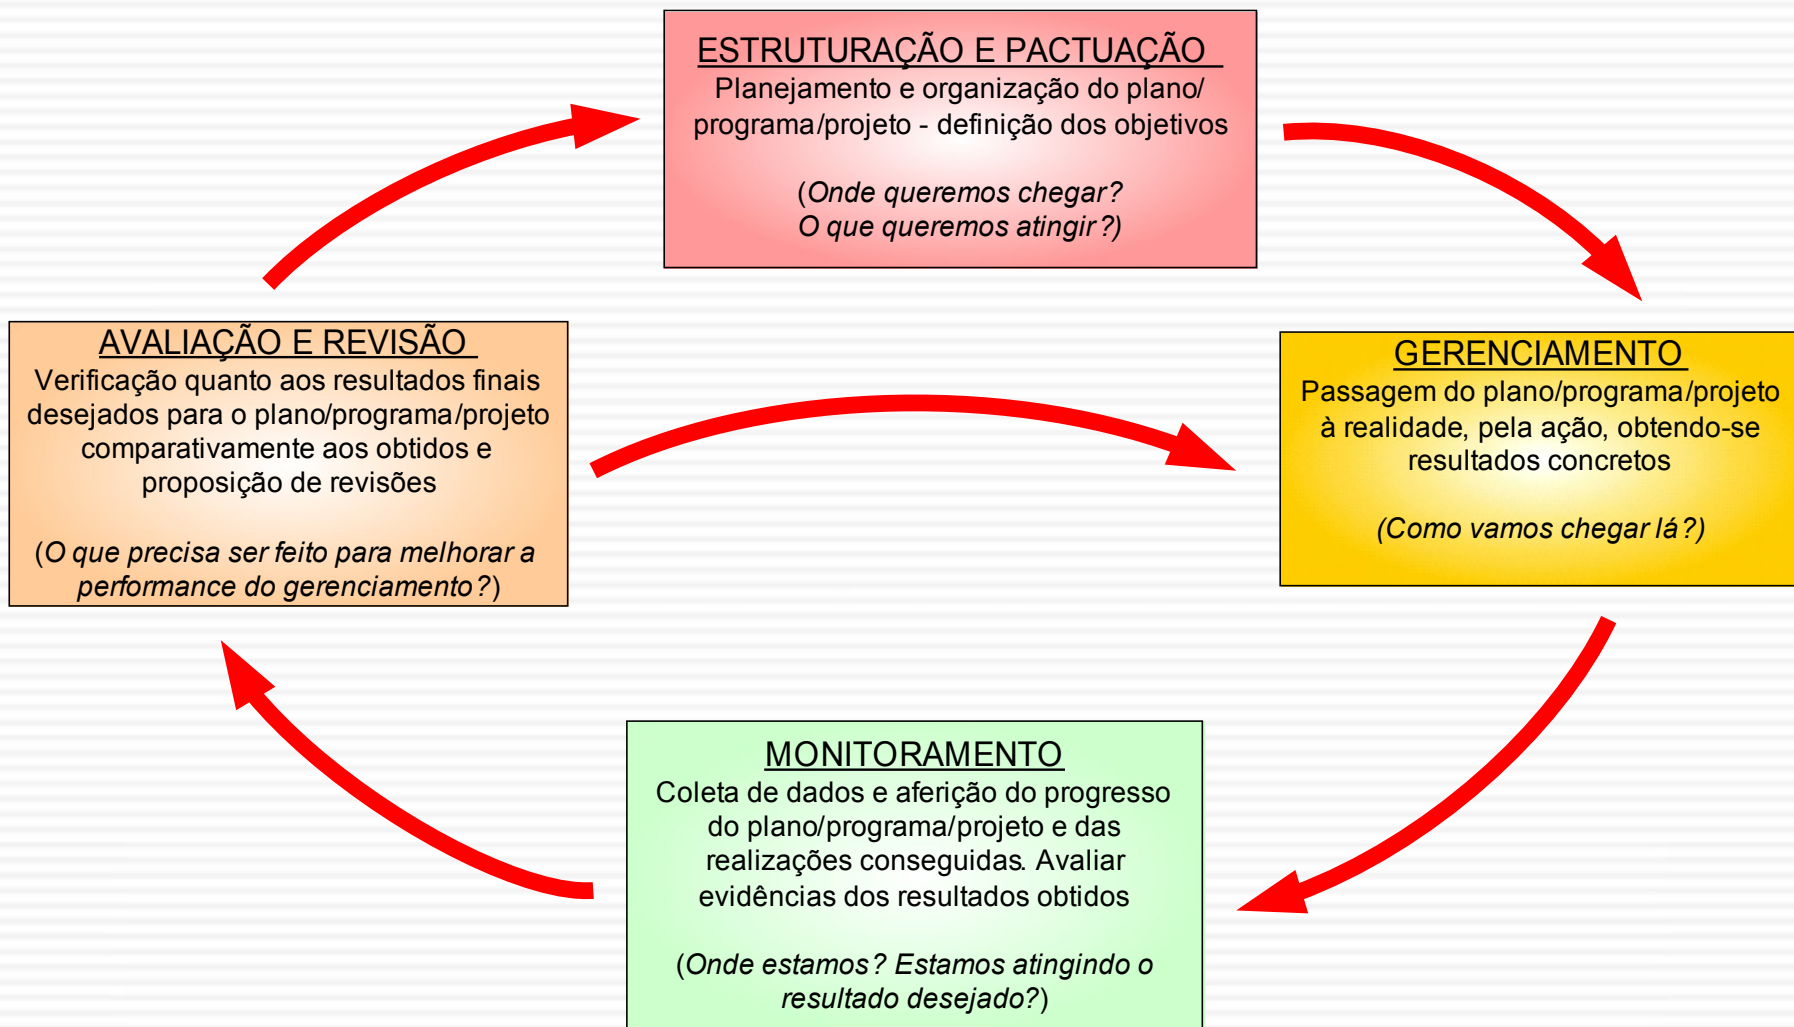 ESTRUTURAÇÃO E PACTUAÇÃO
Planejamento e organização do plano/
programa/projeto - definição dos objetivos
(Onde queremos chegar?
O que queremos atingir?)
AVALIAÇÃO E REVISÃO
Verificação quanto aos resultados finais
desejados para o plano/programa/projeto
comparativamente aos obtidos e
proposição de revisões
(O que precisa ser feito para melhorar a
performance do gerenciamento?)
GERENCIAMENTO
Passagem do plano/programa/projeto
à realidade, pela ação, obtendo-se
resultados concretos
(Como vamos chegar lá?)
MONITORAMENTO
Coleta de dados e aferição do progresso
do plano/programa/projeto e das
realizações conseguidas. Avaliar
evidências dos resultados obtidos
(Onde estamos? Estamos atingindo o
resultado desejado?)